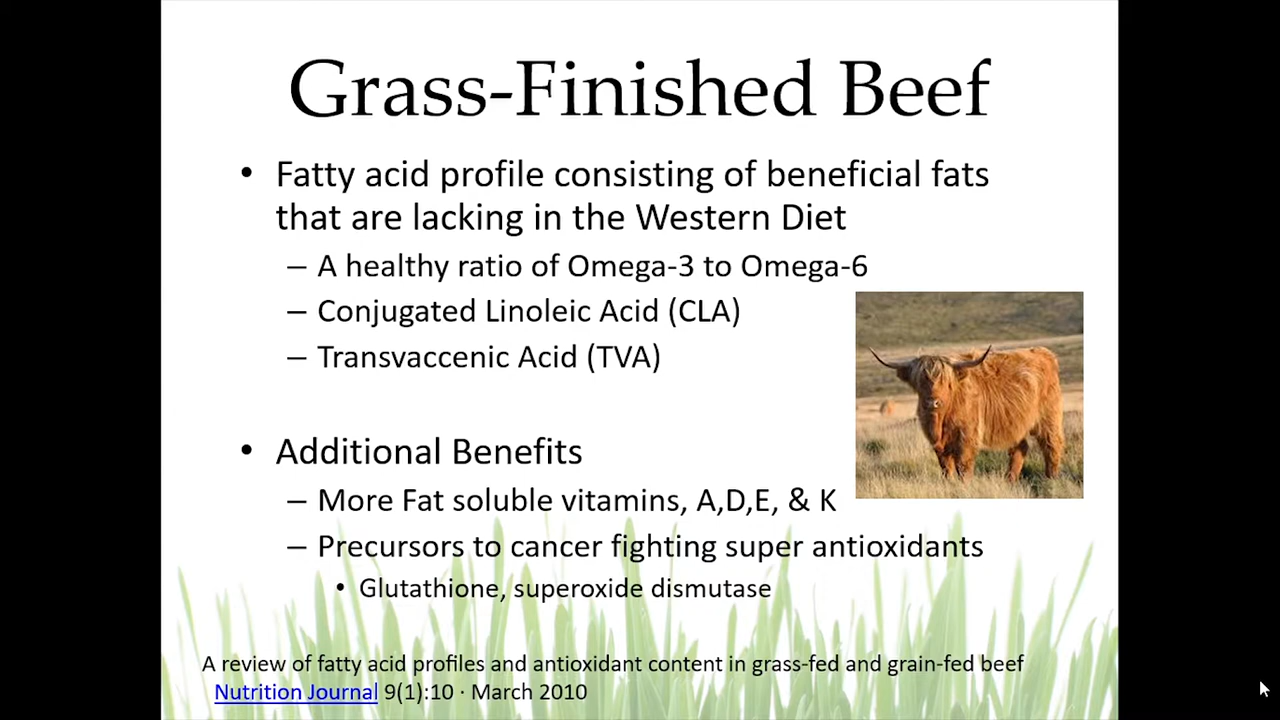 Grass-Finished Beef
• Fatty acid profile consisting of beneficial fats
that are lacking in the Western Diet
– A healthy ratio of Omega-3 to Omega-6
– Conjugated Linoleic Acid (CLA)
– Transvaccenic Acid (TVA)
• Additional Benefits
– More Fat soluble vitamins, A,D,E, & K
– Precursors to cancer fighting super antioxidants
• Glutathione, superoxide dismutase
A review of fatty acid profiles and antioxidant content in grass-fed and grain-fed beef
Nutrition Journal 9(1):10 · March 2010